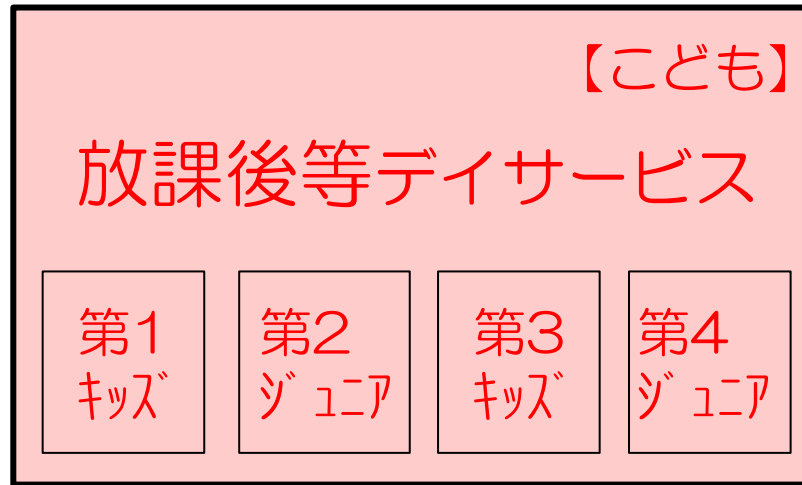 【こども】
放課後等デイサービス
第1
ｷｯｽﾞ
第2
ｼﾞｭﾆｱ
第3
ｷｯｽﾞ
第4
ｼﾞｭﾆｱ